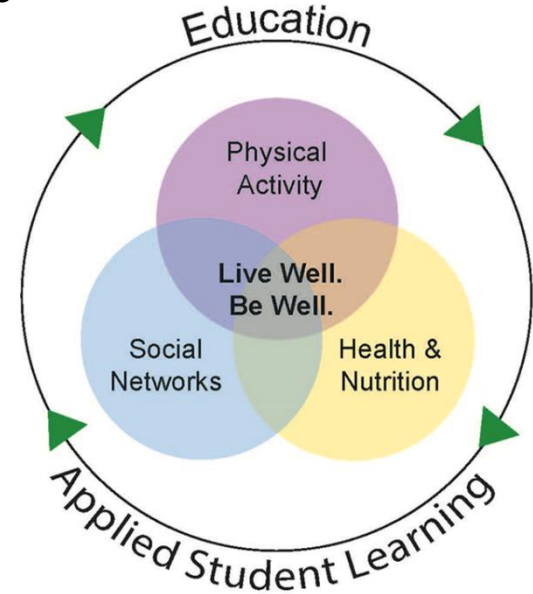 Education
Physical
Activity
Live Well.
Be Well.
Social
Networks
Health &
Nutrition
Applied Student Learning